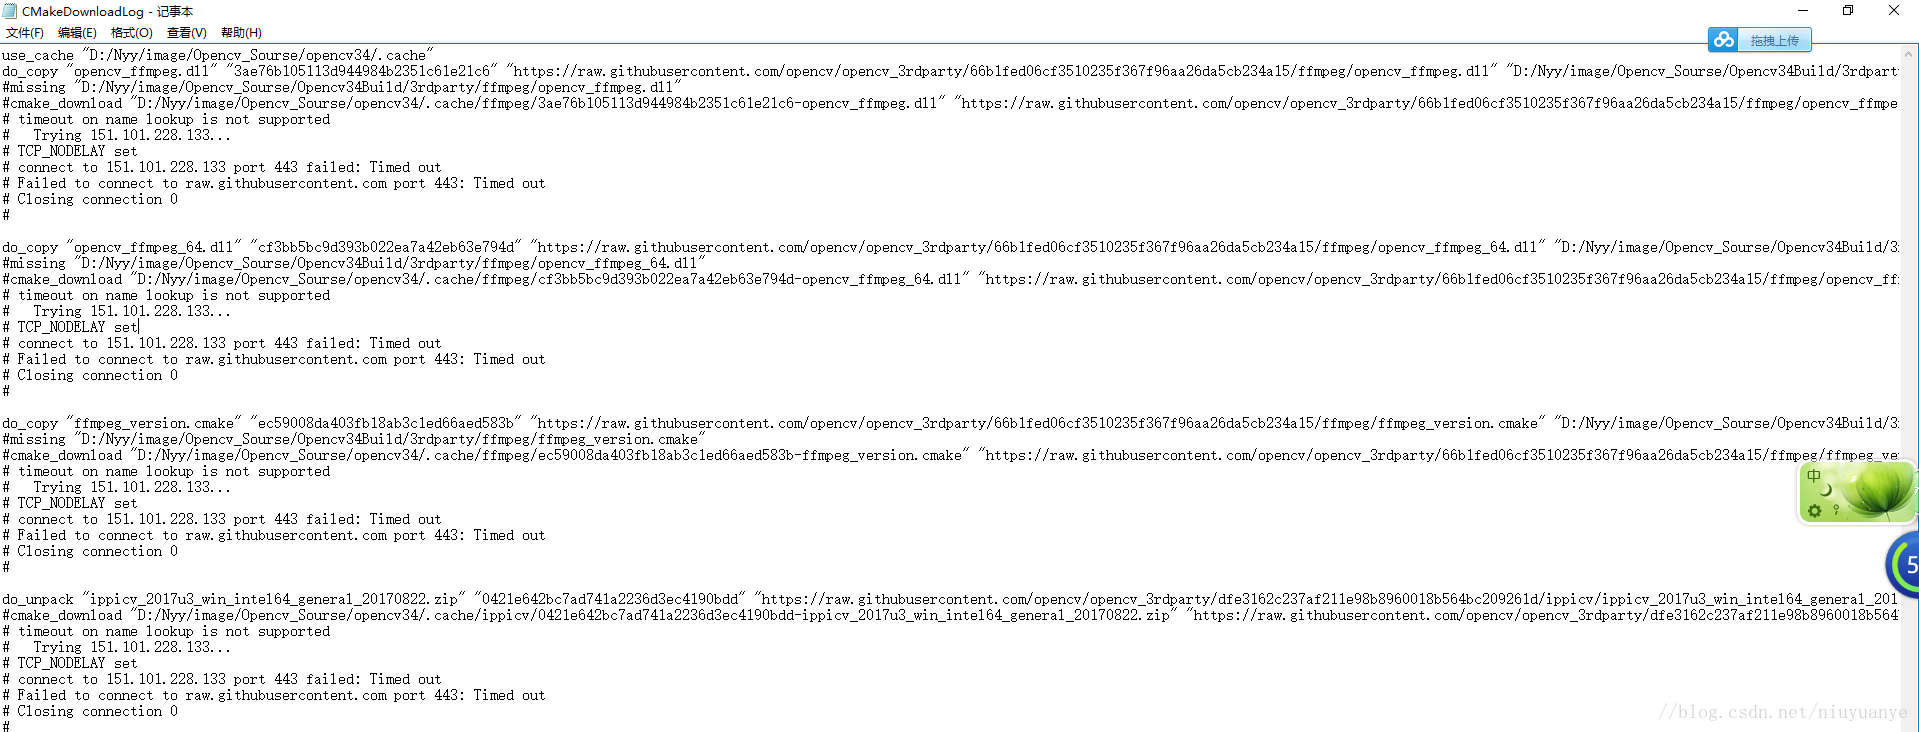 CMakeDownloadLog - 记事本
文件(F) 编辑(E) 格式(O) 查看(V) 帮助(H)
拖拽上传
use_cache "D:/Nyy/image/Opencv_Sourse/opencv34/.cache"
do_copy "opencv_ffmpeg.dll" "3ae76b105113d944984b2351c61e21c6" "https://raw.githubusercontent.com/opencv/opencv_3rdparty/66b1fed06cf3510235f367f96aa26da5cb234a15/ffmpeg/opencv_ffmpeg.dll" "D:/Nyy/image/Opencv_Sourse/Opencv34Build/3rdpart
#missing "D:/Nyy/image/Opencv_Sourse/Opencv34Build/3rdparty/ffmpeg/opencv_ffmpeg.dll"
#cmake_download "D:/Nyy/image/Opencv_Sourse/opencv34/.cache/ffmpeg/3ae76b105113d944984b2351c61e21c6-opencv_ffmpeg.dll" "https://raw.githubusercontent.com/opencv/opencv_3rdparty/66b1fed06cf3510235f367f96aa26da5cb234a15/ffmpeg/opencv_ffmpe
# timeout on name lookup is not supported
#   Trying 151.101.228.133...
# TCP_NODELAY set
# connect to 151.101.228.133 port 443 failed: Timed out
# Failed to connect to raw.githubusercontent.com port 443: Timed out
# Closing connection 0
#
do_copy "opencv_ffmpeg_64.dll" "cf3bb5bc9d393b022ea7a42eb63e794d" "https://raw.githubusercontent.com/opencv/opencv_3rdparty/66b1fed06cf3510235f367f96aa26da5cb234a15/ffmpeg/opencv_ffmpeg_64.dll" "D:/Nyy/image/Opencv_Sourse/Opencv34Build/3
#missing "D:/Nyy/image/Opencv_Sourse/Opencv34Build/3rdparty/ffmpeg/opencv_ffmpeg_64.dll"
#cmake_download "D:/Nyy/image/Opencv_Sourse/opencv34/.cache/ffmpeg/cf3bb5bc9d393b022ea7a42eb63e794d-opencv_ffmpeg_64.dll" "https://raw.githubusercontent.com/opencv/opencv_3rdparty/66b1fed06cf3510235f367f96aa26da5cb234a15/ffmpeg/opencv_ff
# timeout on name lookup is not supported
#   Trying 151.101.228.133...
# TCP_NODELAY set
# connect to 151.101.228.133 port 443 failed: Timed out
# Failed to connect to raw.githubusercontent.com port 443: Timed out
# Closing connection 0
#
do_copy "ffmpeg_version.cmake" "ec59008da403fb18ab3c1ed66aed583b" "https://raw.githubusercontent.com/opencv/opencv_3rdparty/66b1fed06cf3510235f367f96aa26da5cb234a15/ffmpeg/ffmpeg_version.cmake" "D:/Nyy/image/Opencv_Sourse/Opencv34Build/3
#missing "D:/Nyy/image/Opencv_Sourse/Opencv34Build/3rdparty/ffmpeg/ffmpeg_version.cmake"
#cmake_download "D:/Nyy/image/Opencv_Sourse/opencv34/.cache/ffmpeg/ec59008da403fb18ab3c1ed66aed583b-ffmpeg_version.cmake" "https://raw.githubusercontent.com/opencv/opencv_3rdparty/66b1fed06cf3510235f367f96aa26da5cb234a15/ffmpeg/ffmpeg_ve
# timeout on name lookup is not supported
#   Trying 151.101.228.133...
# TCP_NODELAY set
# connect to 151.101.228.133 port 443 failed: Timed out
# Failed to connect to raw.githubusercontent.com port 443: Timed out
# Closing connection 0
#
中
5
do_unpack "ippicv_2017u3_win_intel64_general_20170822.zip" "0421e642bc7ad741a2236d3ec4190bdd" "https://raw.githubusercontent.com/opencv/opencv_3rdparty/dfe3162c237af211e98b8960018b564bc209261d/ippicv/ippicv_2017u3_win_intel64_general_201
#cmake_download "D:/Nyy/image/Opencv_Sourse/opencv34/.cache/ippicv/0421e642bc7ad741a2236d3ec4190bdd-ippicv_2017u3_win_intel64_general_20170822.zip" "https://raw.githubusercontent.com/opencv/opencv_3rdparty/dfe3162c237af211e98b8960018b564
# timeout on name lookup is not supported
#   Trying 151.101.228.133...
# TCP_NODELAY set
# connect to 151.101.228.133 port 443 failed: Timed out
# Failed to connect to raw.githubusercontent.com port 443: Timed out
# Closing connection 0
#
//blog.csdn.net/niuyuanye